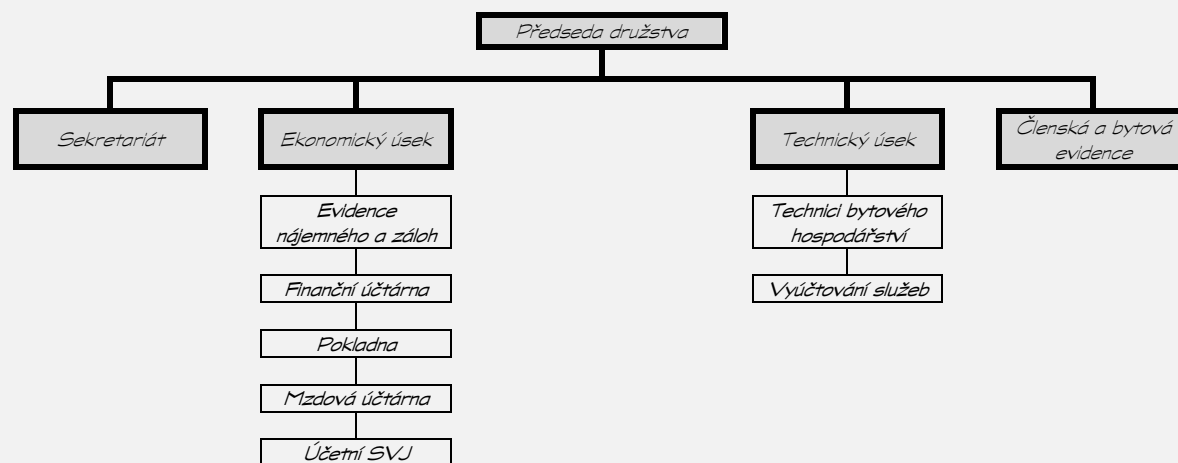 Předseda družstva
Sekretariát
Ekonomický úsek
Technický úsek
Členská a bytová
evidence
Evidence
nájemného a záloh
Technici bytového
hospodářství
Finanční účtárna
Vyúčtování služeb
Pokladna
Mzdová účtárna
Účetní SVJ